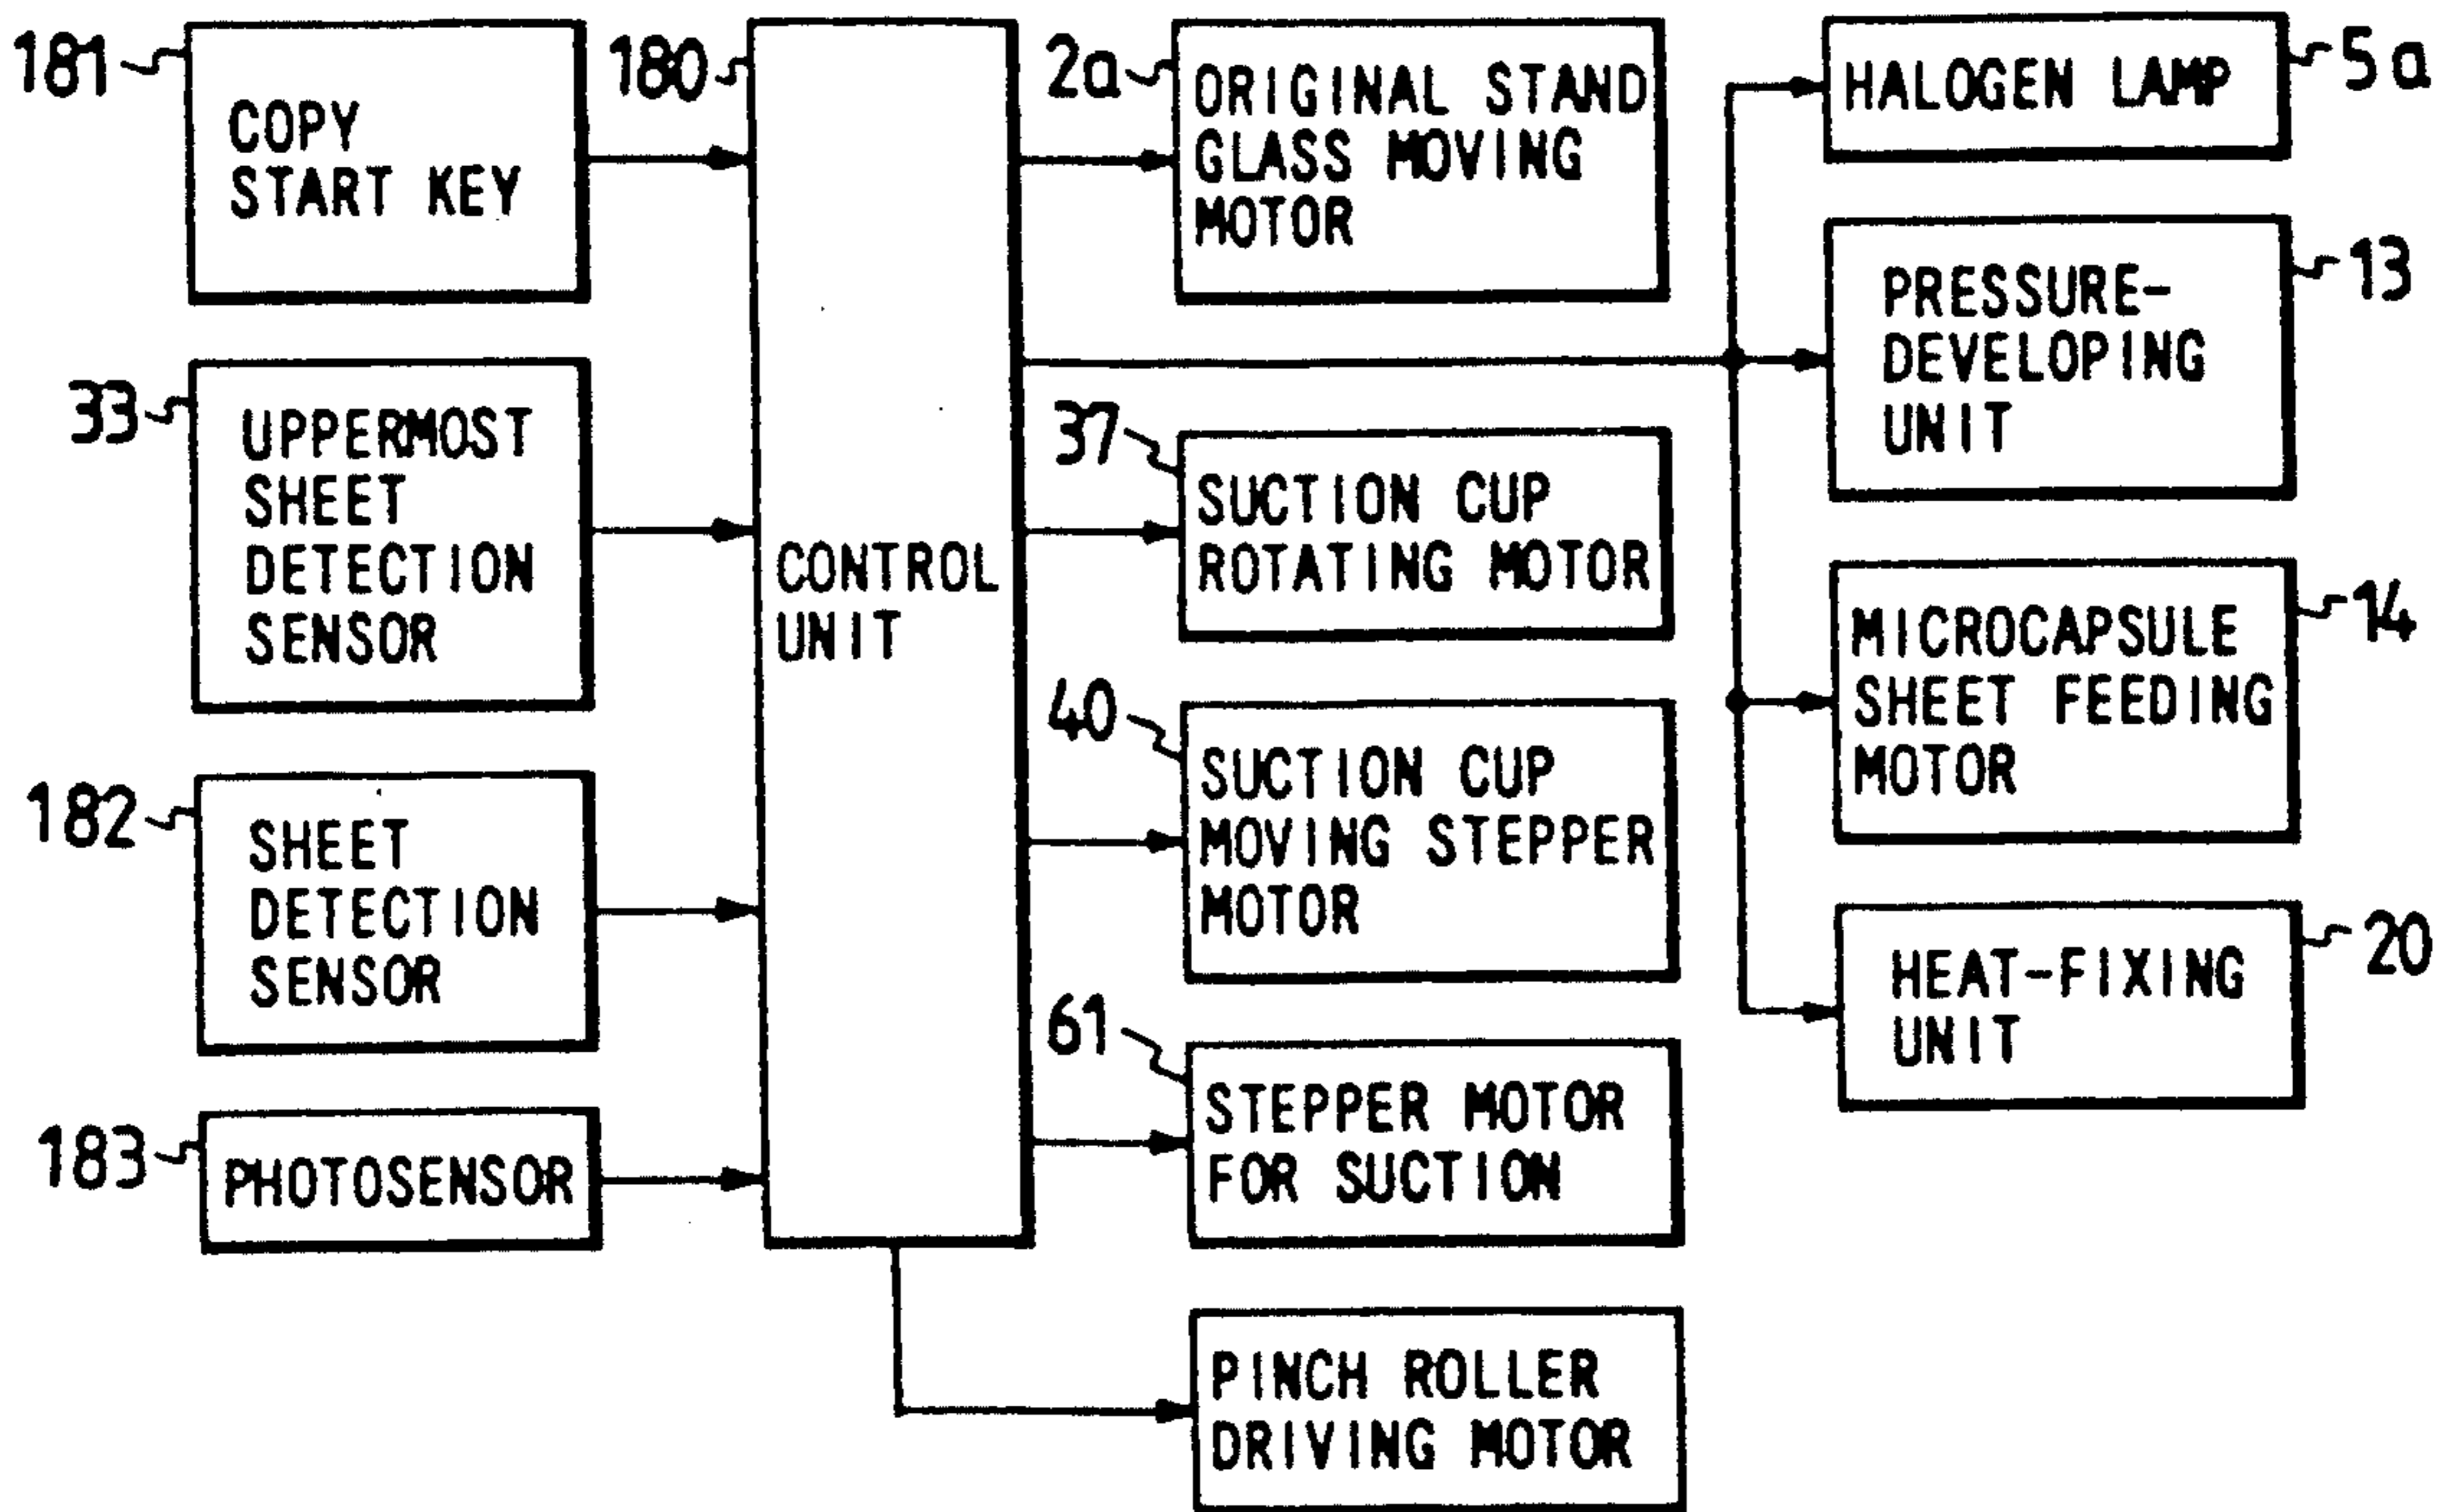 181
COPY
START KEY
33
UPPERMOST
SHEET
DETECTION
SENSOR
182
SHEET
DETECTION
SENSOR
183
PHOTOSENSOR
180
CONTROL
UNIT
2a
ORIGINAL STAND
GLASS MOVING
MOTOR
37
SUCTION CUP
ROTATING MOTOR
40
SUCTION CUP
MOVING STEPPER
MOTOR
61
STEPPER MOTOR
FOR SUCTION
PINCH ROLLER
DRIVING MOTOR
HALOGEN LAMP
5a
PRESSURE-
DEVELOPING
UNIT
13
MICROCAPSULE
SHEET FEEDING
MOTOR
14
HEAT-FIXING
UNIT
20